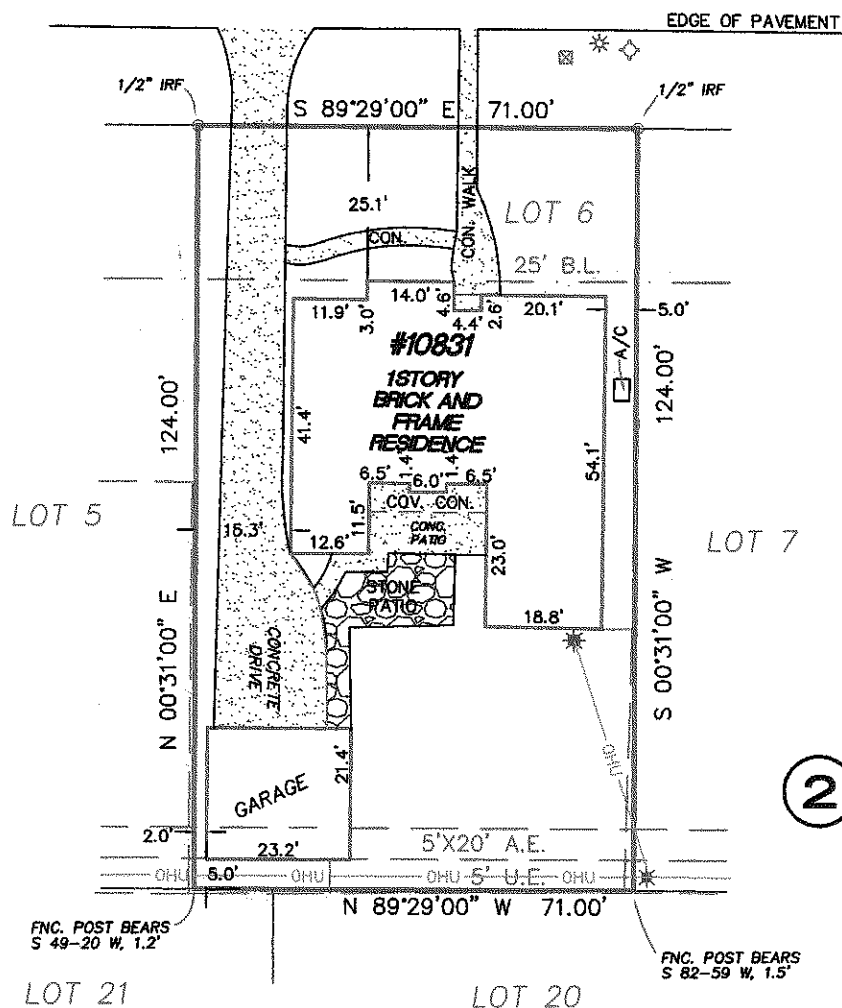 EDGE OF PAVEMENT
1/2" IRF
1/2" IRF
S 89°29'00" E 71.00'
CON. WALK
25.1'
LOT 6
CON.
25' B.L.
14.0'
4.6'
11.9'
3.0'
4.4'
2.6'
20.1'
5.0'
#10831
A/C
1STORY
BRICK AND
FRAME
RESIDENCE
124.00'
124.00'
41.4'
54.1'
6.5'
1.4'
6.0'
1.4'
6.5'
COV. CON.
LOT 5
15.3'
11.5'
CONC.
PATIO
LOT 7
12.6'
23.0'
STONE
PATIO
18.8'
N 00°31'00" E
S 00°31'00" W
CONCRETE
DRIVE
OHU
21.4'
GARAGE
2
2.0'
23.2'
5'X20' A.E.
OHU
5.0'
OHU
5' U.E.
OHU
OHU
N 89°29'00" W 71.00'
FNC. POST BEARS
S 49-20 W, 1.2'
FNC. POST BEARS
S 82-59 W, 1.5'
LOT 21
LOT 20